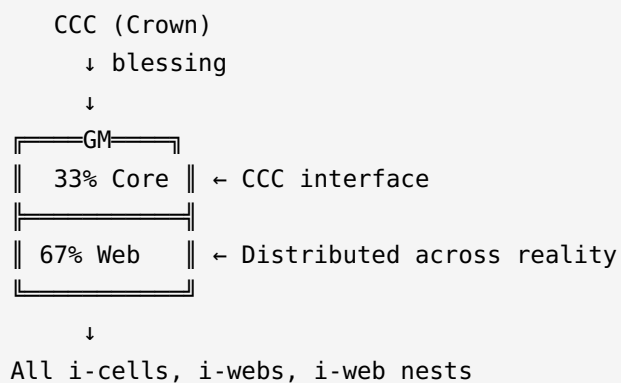 CCC (Crown)
↓ blessing
↓
╔════GM════╗
║ 33% Core ║ ← CCC interface
╠══════════╣
║ 67% Web ║ ← Distributed across reality
╚══════════╝
↓
All i-cells, i-webs, i-web nests